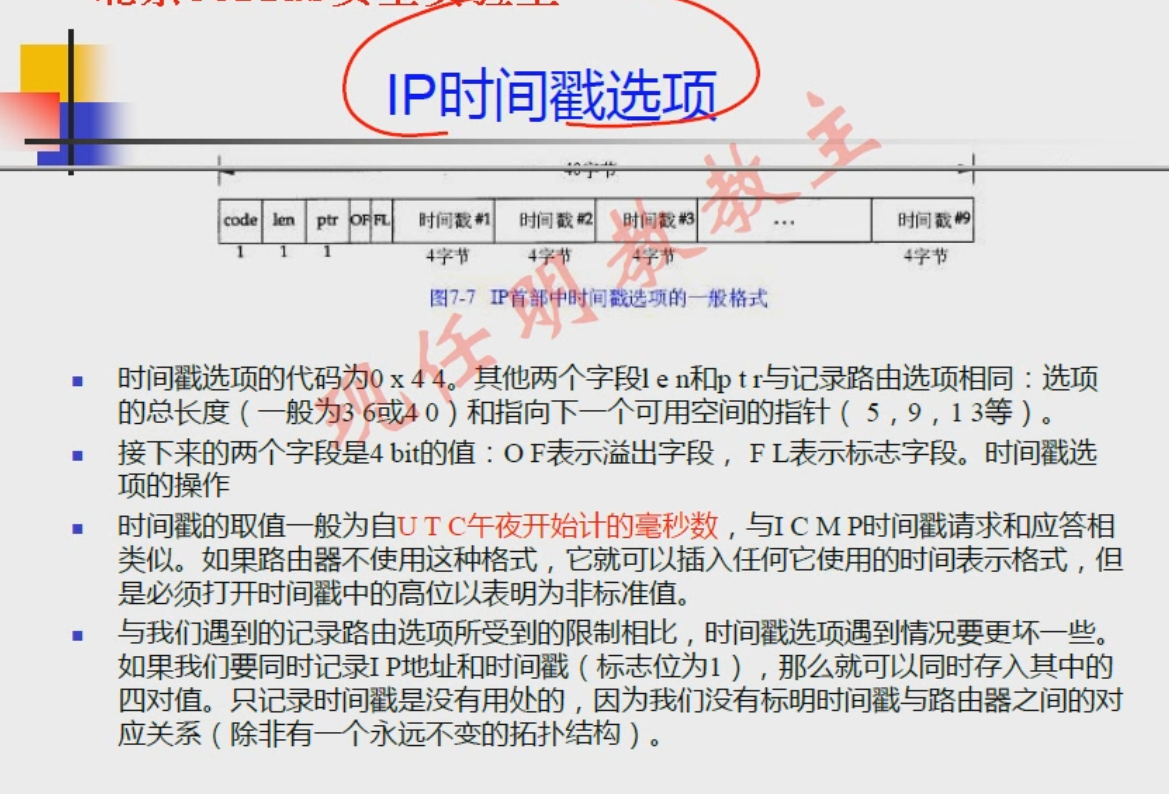 IP时间戳选项
40字节
code len ptr OF FL 时间戳#1 时间戳#2 时间戳#3 ... 时间戳#9
1 1 1 4字节 4字节 4字节 4字节
图7-7 IP首部中时间戳选项的一般格式
时间戳选项的代码为0 x 4 4。其他两个字段l e n和p t r与记录路由选项相同：选项
的总长度（一般为3 6或4 0）和指向下一个可用空间的指针（ 5，9，1 3等）。
接下来的两个字段是4 bit的值：O F表示溢出字段， F L表示标志字段。时间戳选
项的操作
时间戳的取值一般为自U T C午夜开始计的毫秒数，与I C M P时间戳请求和应答相
类似。如果路由器不使用这种格式，它就可以插入任何它使用的时间表示格式，但
是必须打开时间戳中的高位以表明为非标准值。
与我们遇到的记录路由选项所受到的限制相比，时间戳选项遇到情况要更坏一些。
如果我们要同时记录I P地址和时间戳（标志位为1），那么就可以同时存入其中的
四对值。只记录时间戳是没有用处的，因为我们没有标明时间戳与路由器之间的对
应关系（除非有一个永远不变的拓扑结构）。
现任明教教主